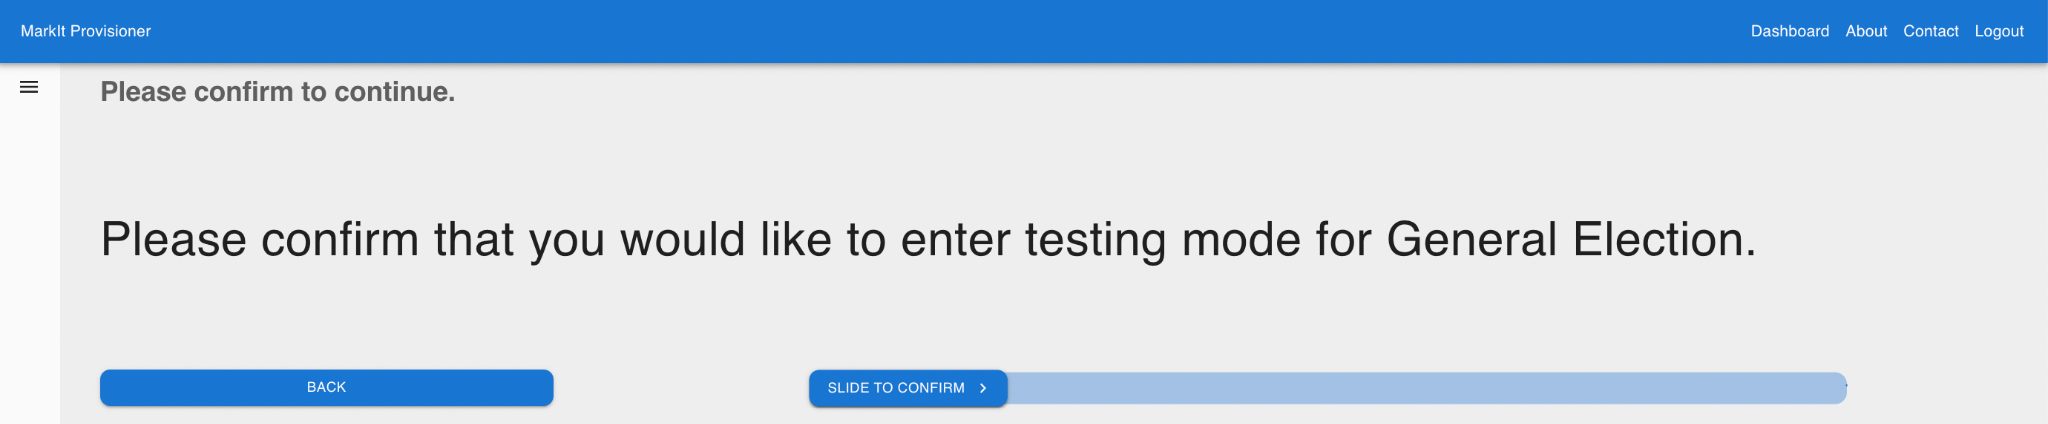 MarkIt Provisioner
Dashboard About Contact Logout
Please confirm to continue.
Please confirm that you would like to enter testing mode for General Election.
BACK
SLIDE TO CONFIRM